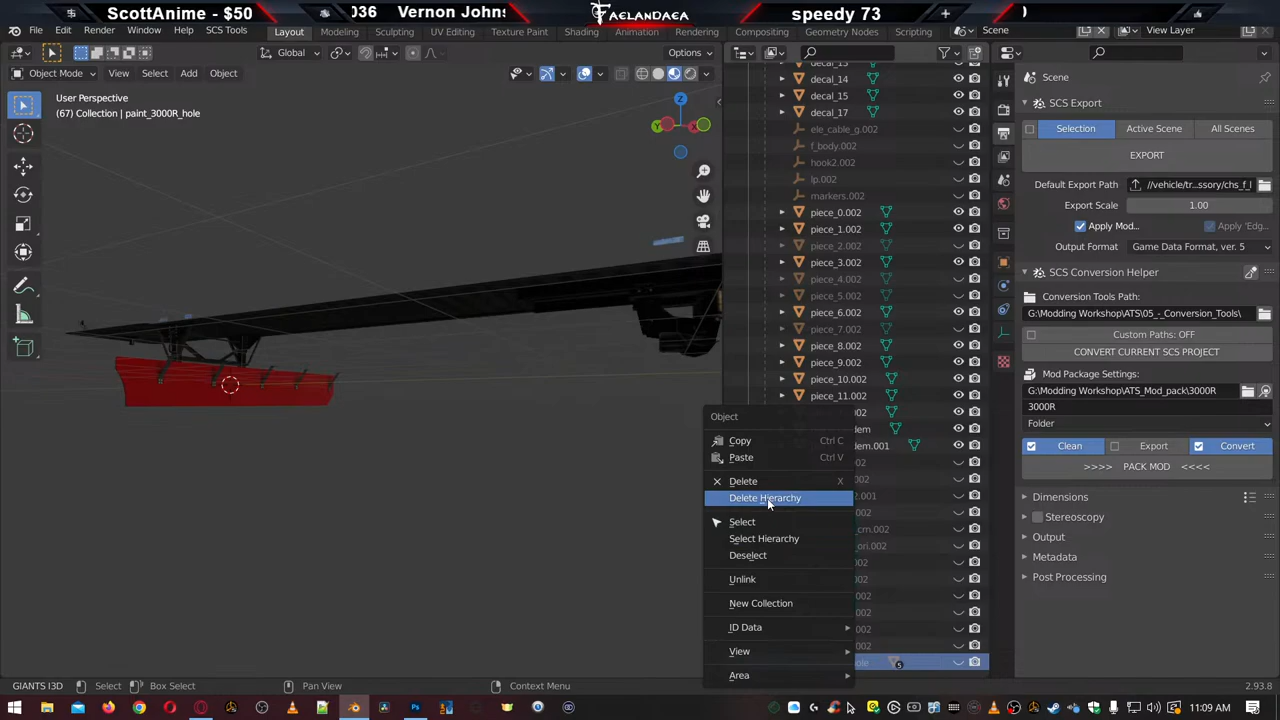 ScottAnime - $50
036 Vernon Johns
FAELANDAEA
speedy 73
File
Edit
Render
Window
Help
SCS Tools
Layout
Modeling
Sculpting
UV Editing
Texture Paint
Shading
Animation
Rendering
Compositing
Geometry Nodes
Scripting
Scene
View Layer
Global
Options
Object Mode
View
Select
Add
Object
User Perspective
(67) Collection | paint_3000R_hole
Z
Y
X
decal_14
decal_15
decal_17
ele_cable_g.002
f_body.002
hook2.002
lp.002
markers.002
piece_0.002
piece_1.002
piece_2.002
piece_3.002
piece_4.002
piece_5.002
piece_6.002
piece_7.002
piece_8.002
piece_9.002
piece_10.002
piece_11.002
Object
Copy Ctrl C
Paste Ctrl V
Delete X
Delete Hierarchy
Select
Select Hierarchy
Deselect
Unlink
New Collection
ID Data
View
Area
Scene
SCS Export
Selection
Active Scene
All Scenes
EXPORT
Default Export Path
//vehicle/tr...ssory/chs_f_l
Export Scale
1.00
Apply Mod...
Apply 'Edg...
Output Format
Game Data Format, ver. 5
SCS Conversion Helper
Conversion Tools Path:
G:\Modding Workshop\ATS\05_-_Conversion_Tools\
Custom Paths: OFF
CONVERT CURRENT SCS PROJECT
Mod Package Settings:
G:\Modding Workshop\ATS_Mod_pack\3000R
3000R
Folder
Clean
Export
Convert
>>>> PACK MOD <<<<
Dimensions
Stereoscopy
Output
Metadata
Post Processing
GIANTS I3D
Select
Box Select
Pan View
Context Menu
2.93.8
11:09 AM